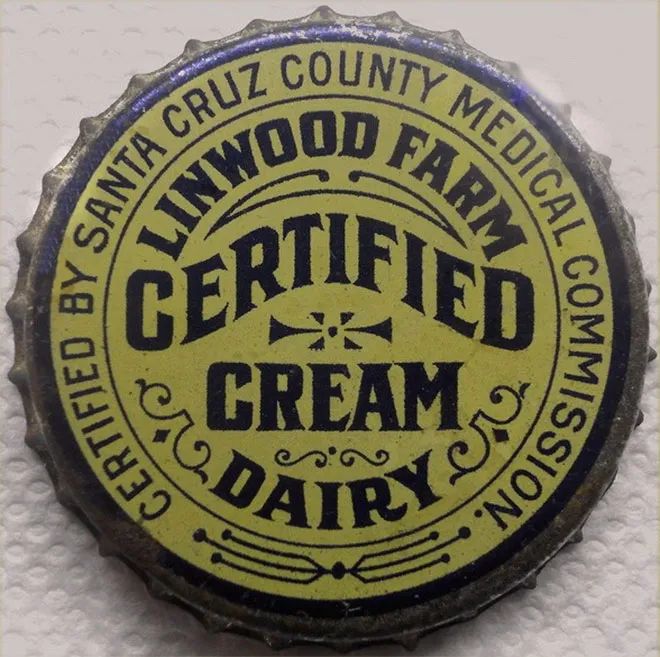 CERTIFIED BY SANTA CRUZ COUNTY MEDICAL COMMISSION.
LINWOOD FARM
CERTIFIED
CREAM
DAIRY